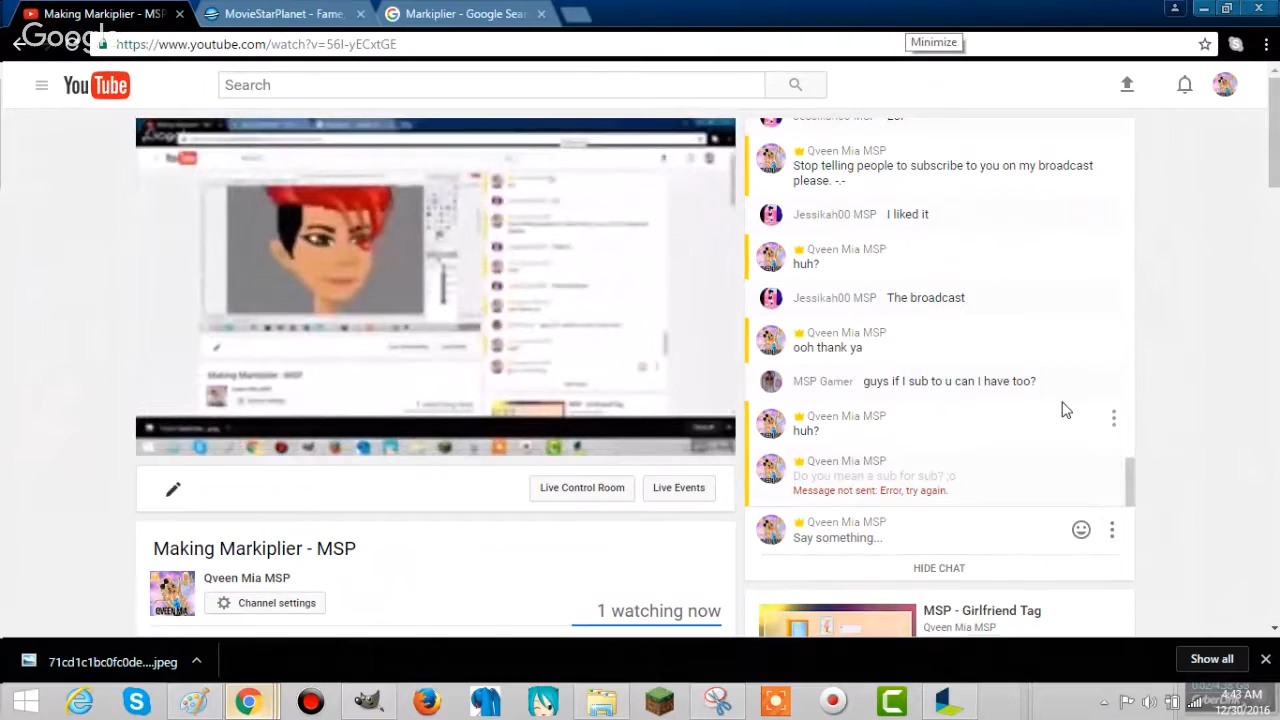 Making Markiplier - MSP
MovieStarPlanet - Fame,
Markiplier - Google Sea
Google
https://www.youtube.com/watch?v=56I-yECxtGE
Minimize
YouTube
Search
Qveen Mia MSP
Stop telling people to subscribe to you on my broadcast
please. -.-
Jessikah00 MSP I liked it
Qveen Mia MSP
huh?
Jessikah00 MSP The broadcast
Qveen Mia MSP
ooh thank ya
MSP Gamer guys if I sub to u can I have too?
Qveen Mia MSP
huh?
Qveen Mia MSP
Do you mean a sub for sub? ;o
Message not sent: Error, try again.
Qveen Mia MSP
Say something...
HIDE CHAT
Live Control Room
Live Events
Making Markiplier - MSP
Qveen Mia MSP
Channel settings
1 watching now
MSP - Girlfriend Tag
Qveen Mia MSP
71cd1c1bc0fc0de....jpeg
Show all
4:43 AM
12/30/2016